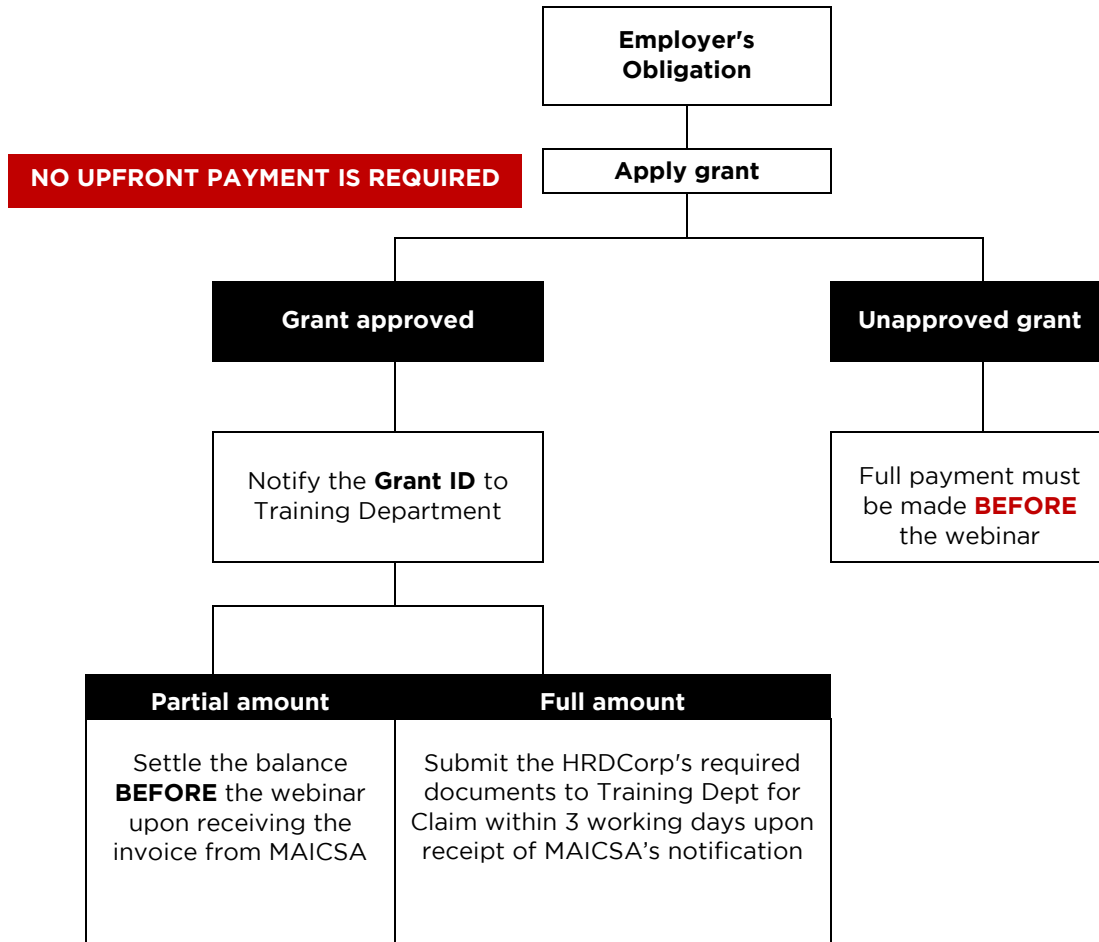 Employer's
Obligation
NO UPFRONT PAYMENT IS REQUIRED
Apply grant
Grant approved
Unapproved grant
Notify the Grant ID to
Training Department
Full payment must
be made BEFORE
the webinar
Partial amount
Full amount
Settle the balance
BEFORE the webinar
upon receiving the
invoice from MAICSA
Submit the HRDCorp's required
documents to Training Dept for
Claim within 3 working days upon
receipt of MAICSA’s notification